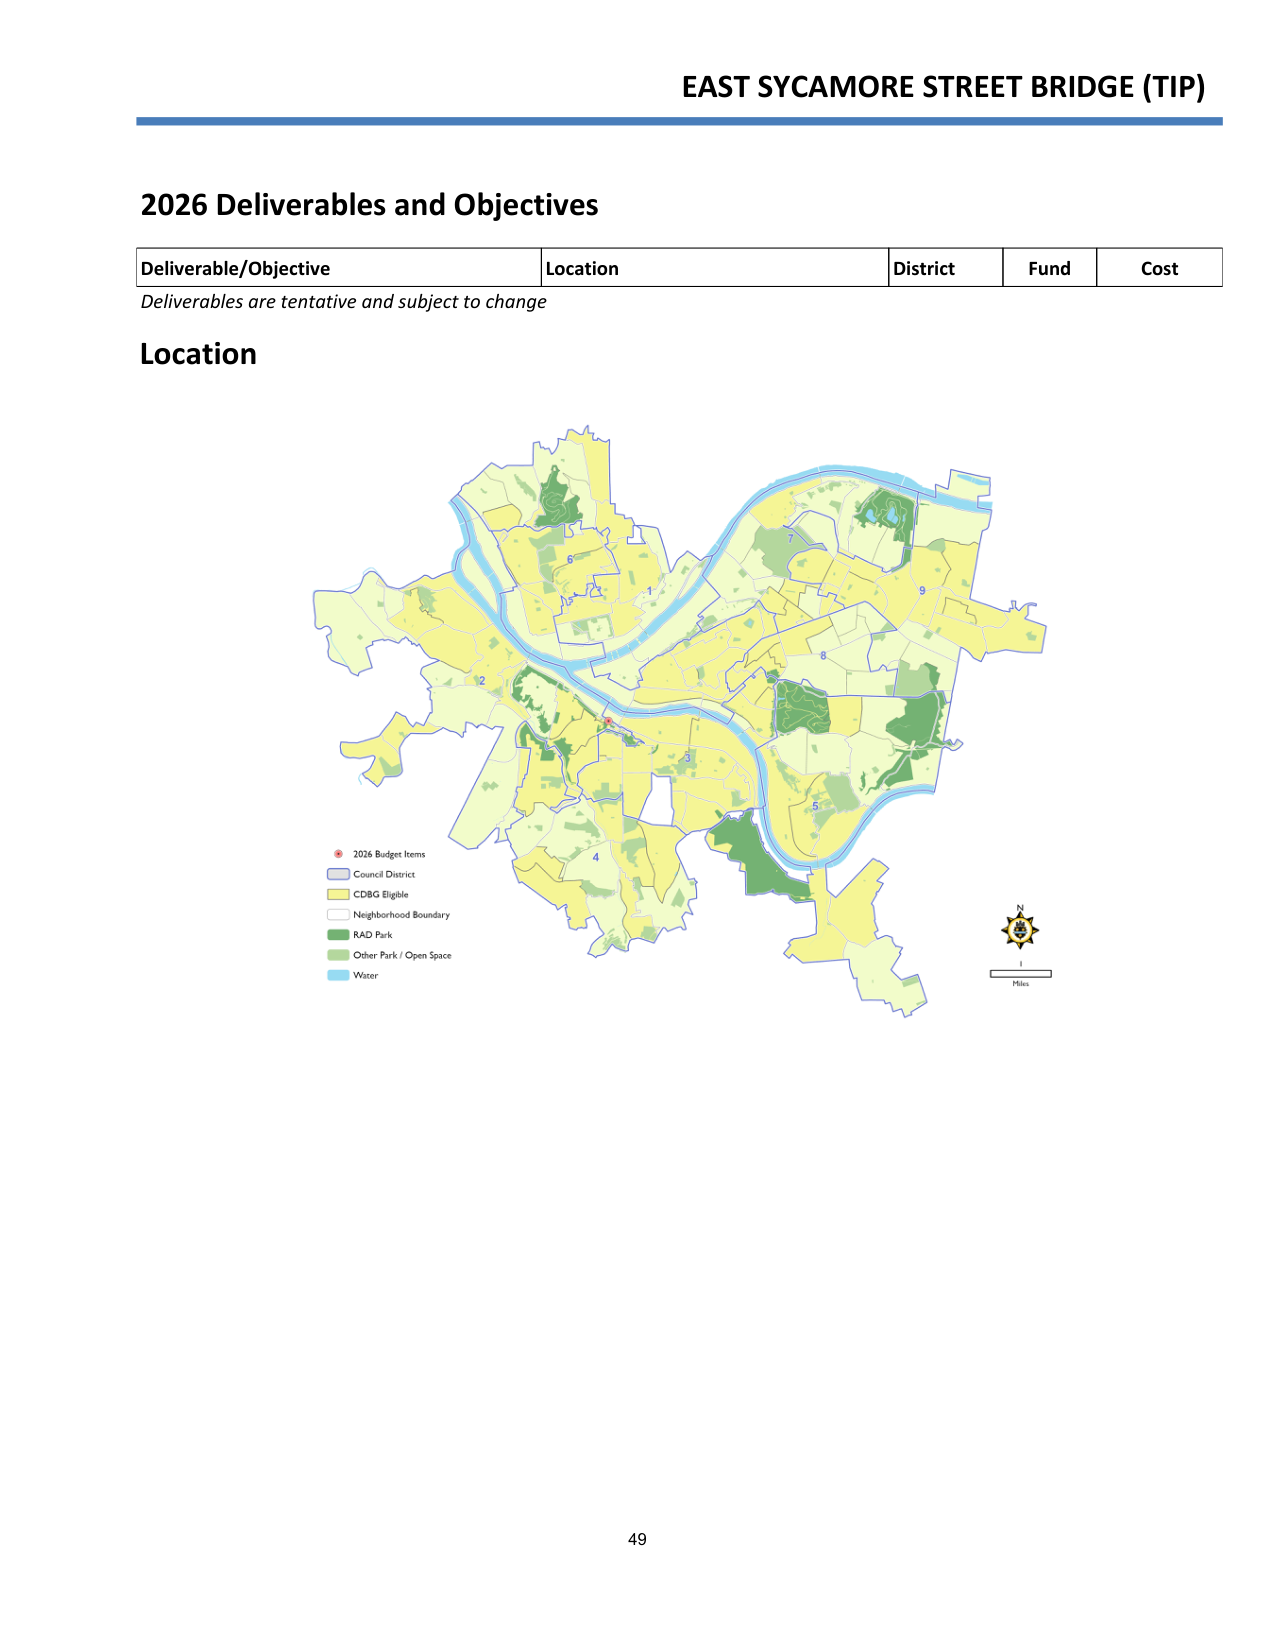 EAST SYCAMORE STREET BRIDGE (TIP)
2026 Deliverables and Objectives
Deliverable/Objective Location District Fund Cost
Deliverables are tentative and subject to change
Location
7
6
1
9
8
2
3
5
4
2026 Budget Items
Council District
CDBG Eligible
Neighborhood Boundary
RAD Park
Other Park / Open Space
Water
N
1
Miles
49